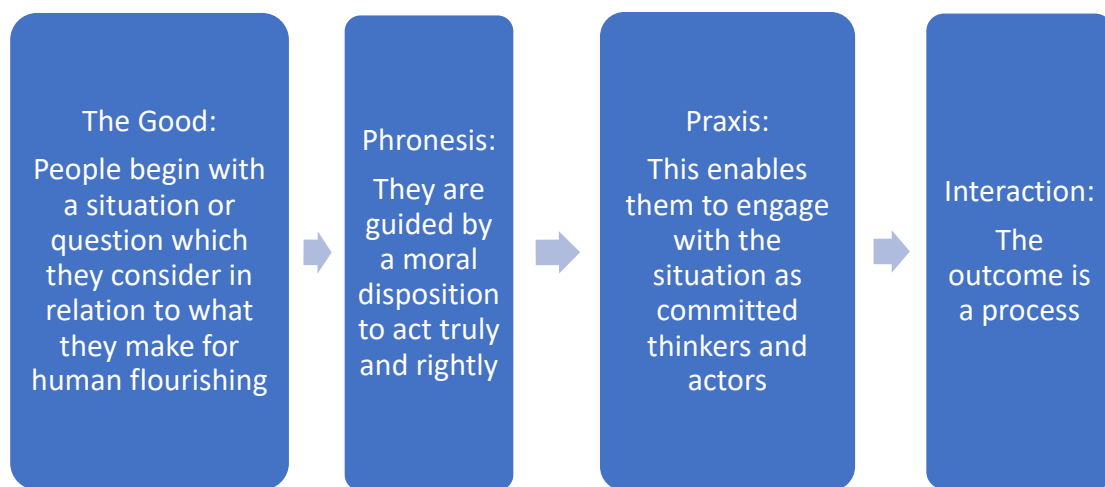 The Good:
People begin with
a situation or
question which
they consider in
relation to what
they make for
human flourishing
Phronesis:
They are
guided by
a moral
disposition
to act truly
and rightly
Praxis:
This enables
them to engage
with the
situation as
committed
thinkers and
actors
Interaction:
The
outcome is
a process